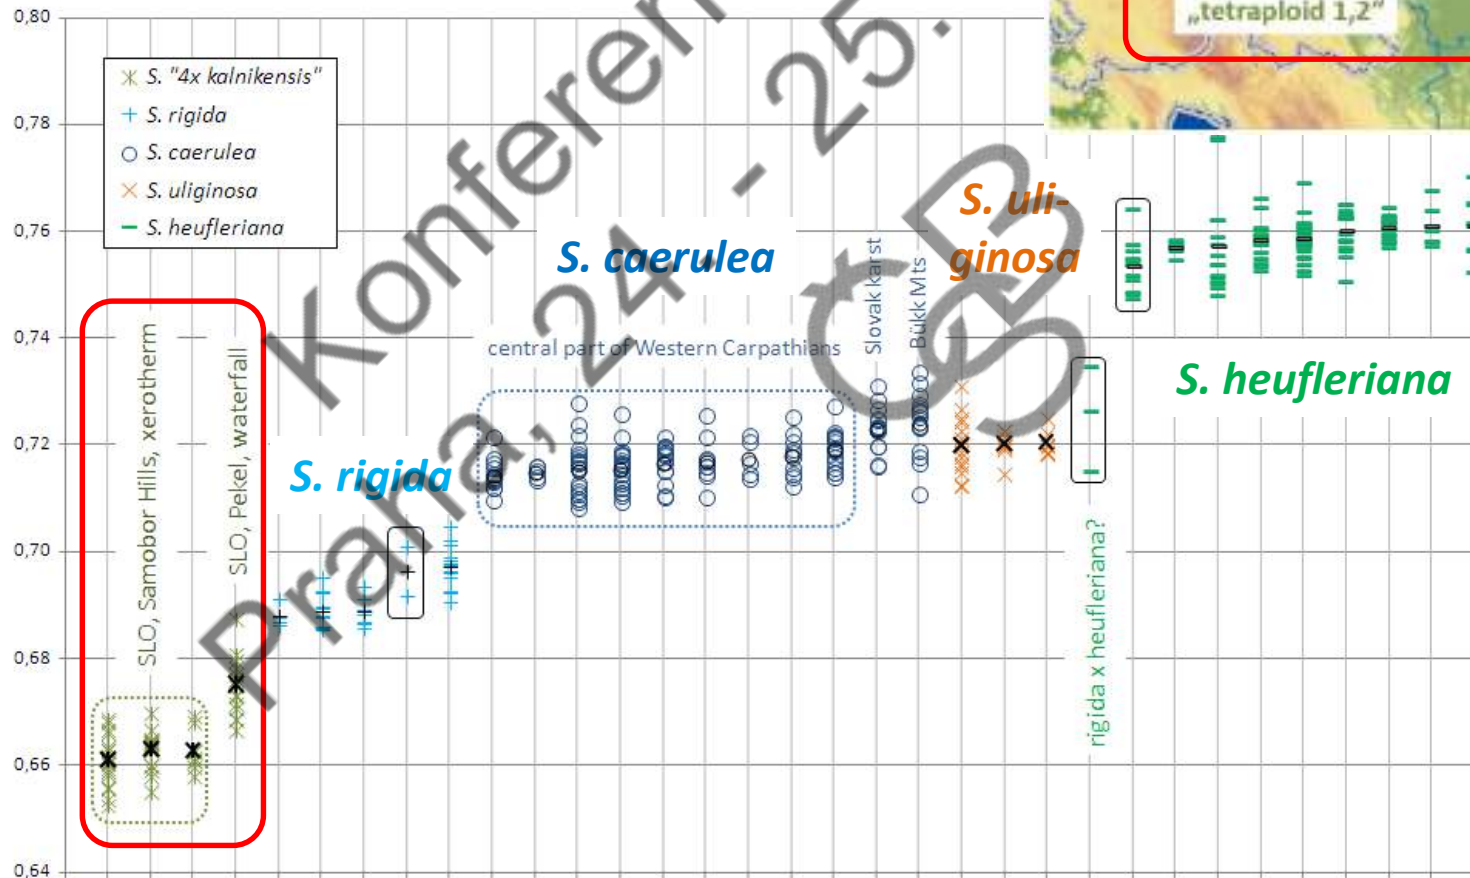 0,80
0,78
0,76
0,74
0,72
0,70
0,68
0,66
0,64
S. "4x kalnikensis"
S. rigida
S. caerulea
S. uliginosa
S. heufleriana
„tetraploid 1,2"
SLO, Samobor Hills, xerotherm
SLO, Pekel, waterfall
S. rigida
S. caerulea
central part of Western Carpathians
Slovak karst
Bükk Mts
S. uli-
ginosa
rigida x heufleriana?
S. heufleriana
Praha, 24. - 25.
ČBS